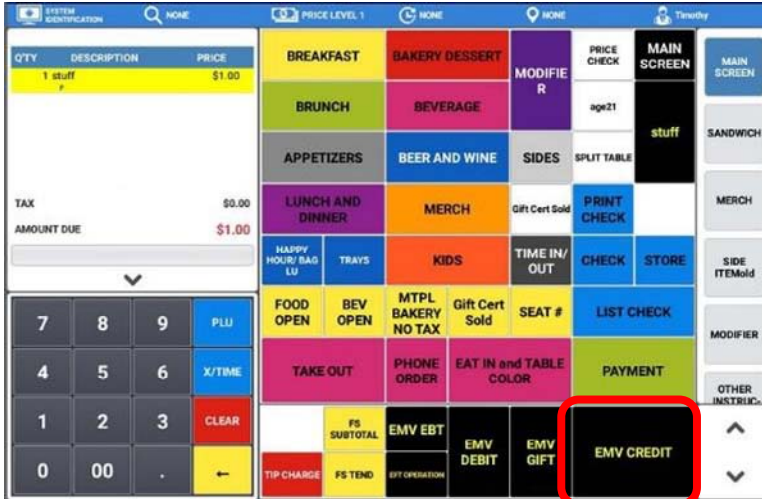 SYSTEM
IDENTIFICATION
NONE
PRICE LEVEL 1
NONE
NONE
Timothy
Q'TY DESCRIPTION PRICE
1 stuff $1.00
F
TAX $0.00
AMOUNT DUE $1.00
7 8 9 PLU
4 5 6 X/TIME
1 2 3 CLEAR
0 00 . ←
BREAKFAST
BAKERY DESSERT
MODIFIE
R
PRICE
CHECK
MAIN
SCREEN
BRUNCH
BEVERAGE
age21
stuff
APPETIZERS
BEER AND WINE
SIDES
SPLIT TABLE
LUNCH AND
DINNER
MERCH
Gift Cert Sold
PRINT
CHECK
HAPPY
HOUR/ BAG
LU
TRAYS
KIDS
TIME IN/
OUT
CHECK
STORE
FOOD
OPEN
BEV
OPEN
MTPL
BAKERY
NO TAX
Gift Cert
Sold
SEAT #
LIST CHECK
TAKE OUT
PHONE
ORDER
EAT IN and TABLE
COLOR
PAYMENT
FS
SUBTOTAL
EMV EBT
EMV
DEBIT
EMV
GIFT
EMV CREDIT
TIP CHARGE
FS TEND
EFT OPERATION
MAIN
SCREEN
SANDWICH
MERCH
SIDE
ITEMold
MODIFIER
OTHER
INSTRUC-